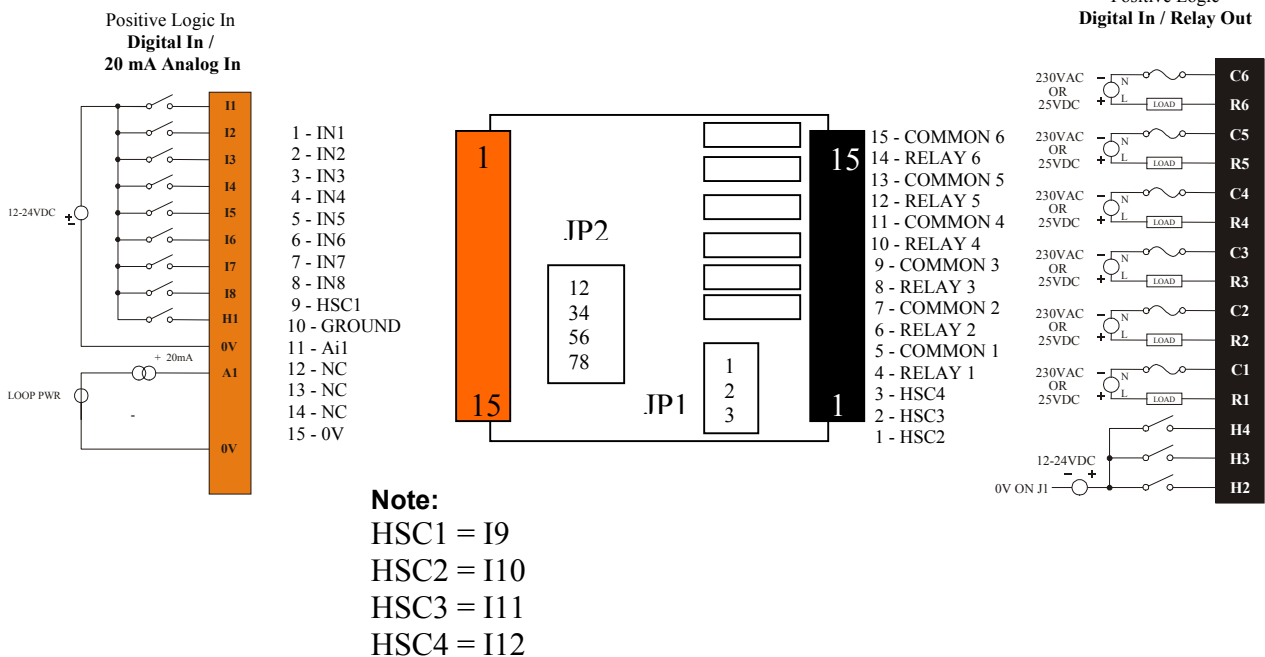 Positive Logic In
Digital In /
20 mA Analog In
I1
I2
I3
I4
I5
I6
I7
I8
H1
0V
A1
0V
12-24VDC
+
-
+ 20mA
LOOP PWR
-
1 - IN1
2 - IN2
3 - IN3
4 - IN4
5 - IN5
6 - IN6
7 - IN7
8 - IN8
9 - HSC1
10 - GROUND
11 - Ai1
12 - NC
13 - NC
14 - NC
15 - 0V
1
15
JP2
12
34
56
78
JP1
1
2
3
15
1
15 - COMMON 6
14 - RELAY 6
13 - COMMON 5
12 - RELAY 5
11 - COMMON 4
10 - RELAY 4
9 - COMMON 3
8 - RELAY 3
7 - COMMON 2
6 - RELAY 2
5 - COMMON 1
4 - RELAY 1
3 - HSC4
2 - HSC3
1 - HSC2
Positive Logic
Digital In / Relay Out
230VAC
OR
25VDC
-
+
N
L
LOAD
C6
R6
230VAC
OR
25VDC
-
+
N
L
LOAD
C5
R5
230VAC
OR
25VDC
-
+
N
L
LOAD
C4
R4
230VAC
OR
25VDC
-
+
N
L
LOAD
C3
R3
230VAC
OR
25VDC
-
+
N
L
LOAD
C2
R2
230VAC
OR
25VDC
-
+
N
L
LOAD
C1
R1
H4
H3
H2
12-24VDC
- +
0V ON J1
Note:
HSC1 = I9
HSC2 = I10
HSC3 = I11
HSC4 = I12